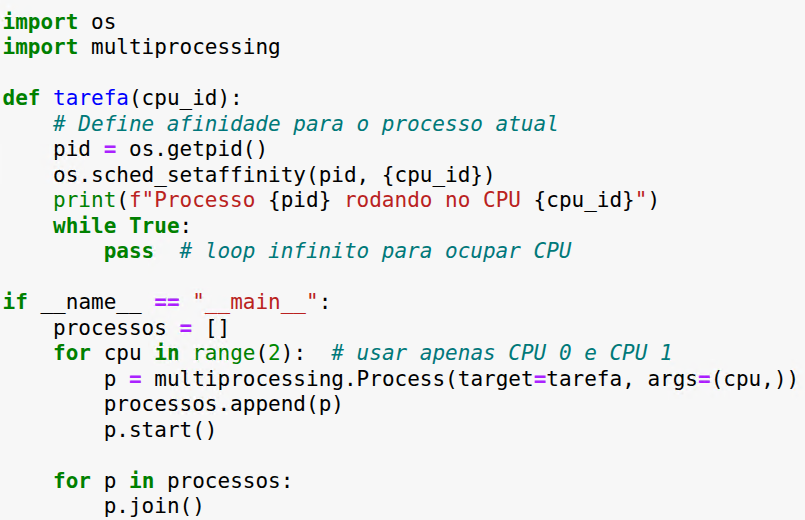 import os
import multiprocessing

def tarefa(cpu_id):
    # Define afinidade para o processo atual
    pid = os.getpid()
    os.sched_setaffinity(pid, {cpu_id})
    print(f"Processo {pid} rodando no CPU {cpu_id}")
    while True:
        pass  # loop infinito para ocupar CPU

if __name__ == "__main__":
    processos = []
    for cpu in range(2):  # usar apenas CPU 0 e CPU 1
        p = multiprocessing.Process(target=tarefa, args=(cpu,))
        processos.append(p)
        p.start()

    for p in processos:
        p.join()